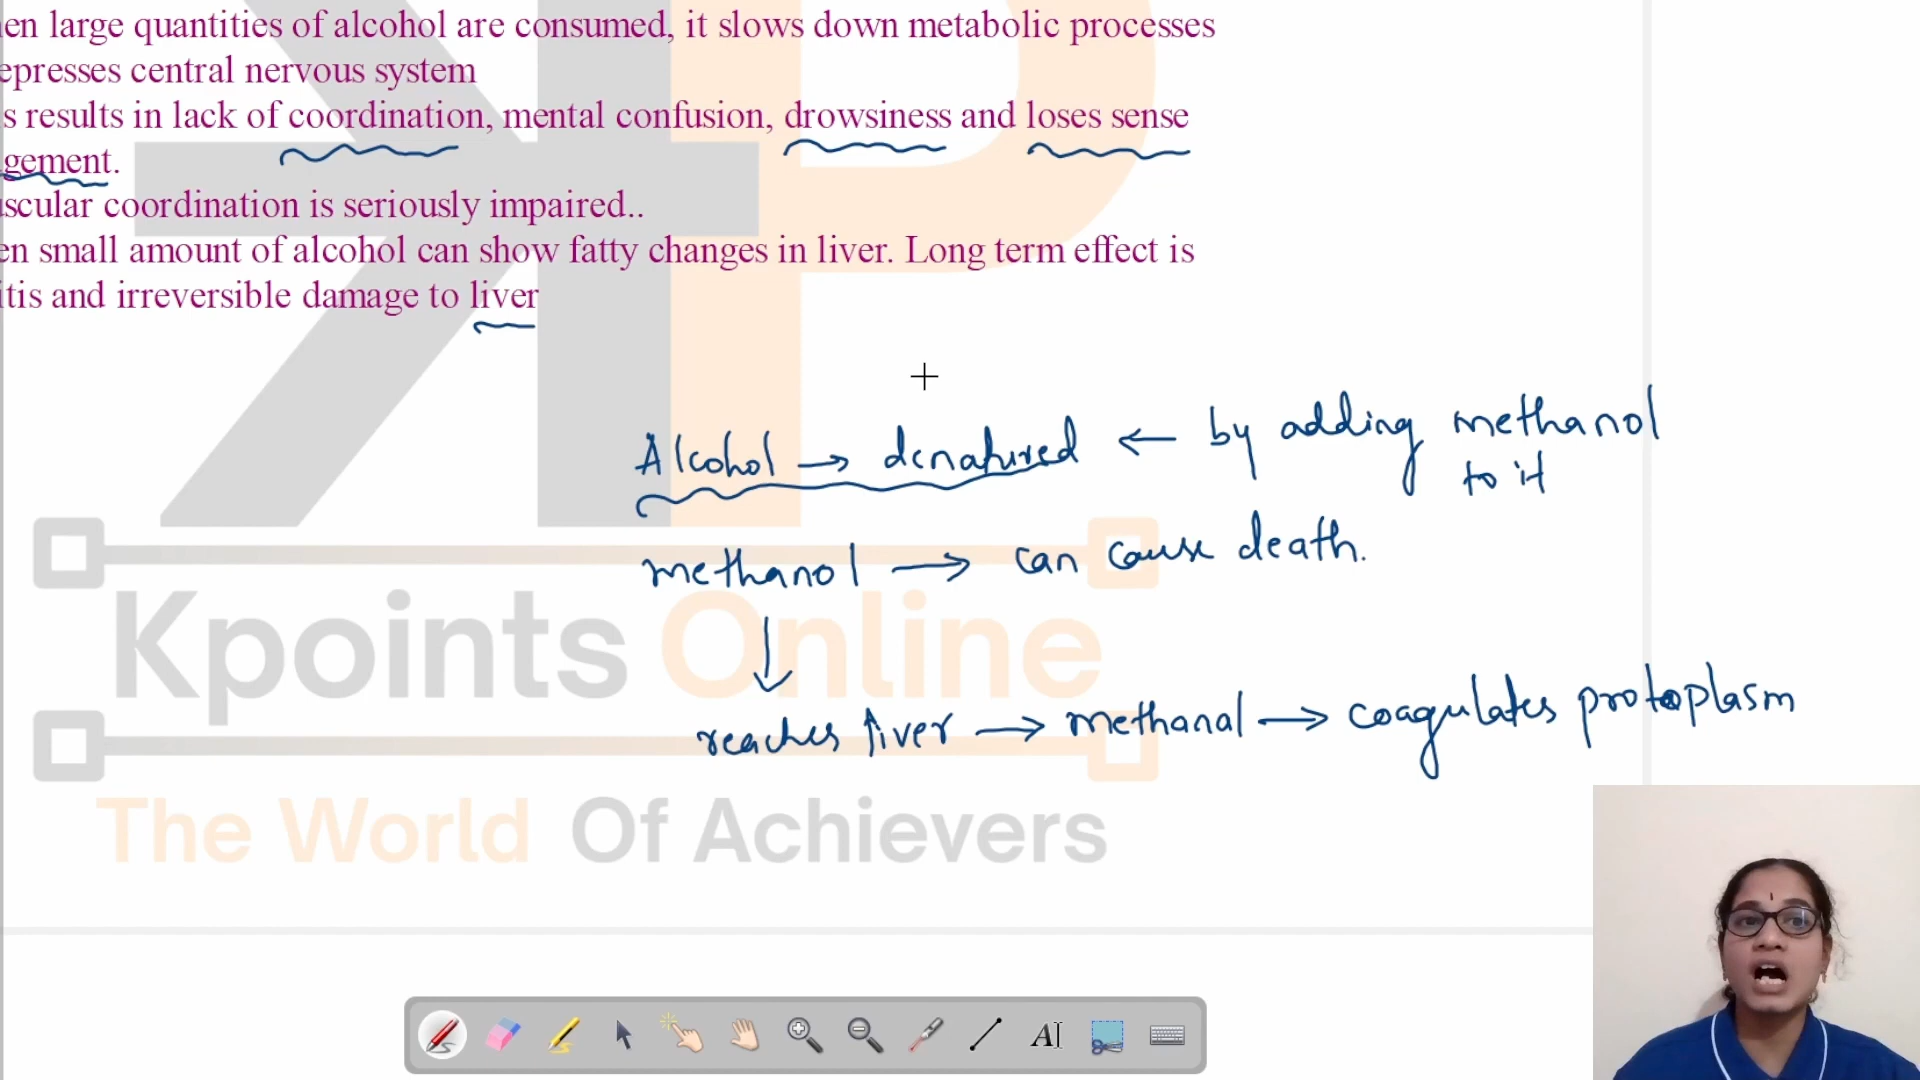 en large quantities of alcohol are consumed, it slows down metabolic processes
epresses central nervous system
s results in lack of coordination, mental confusion, drowsiness and loses sense
gement.
scular coordination is seriously impaired..
en small amount of alcohol can show fatty changes in liver. Long term effect is
itis and irreversible damage to liver
Alcohol → denatured ← by adding methanol
to it
methanol → can cause death.
↓
reaches liver → methanal → coagulates protoplasm
Kpoints Online
The World Of Achievers
AI